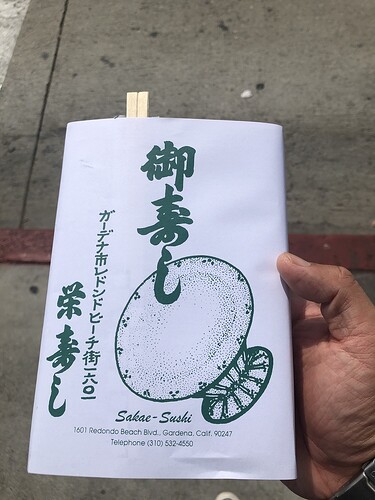 御寿し
ガーデナ市レドンドビーチ街一六〇一
栄寿し
Sakae-Sushi
1601 Redondo Beach Blvd., Gardena, Calif. 90247
Telephone (310) 532-4550